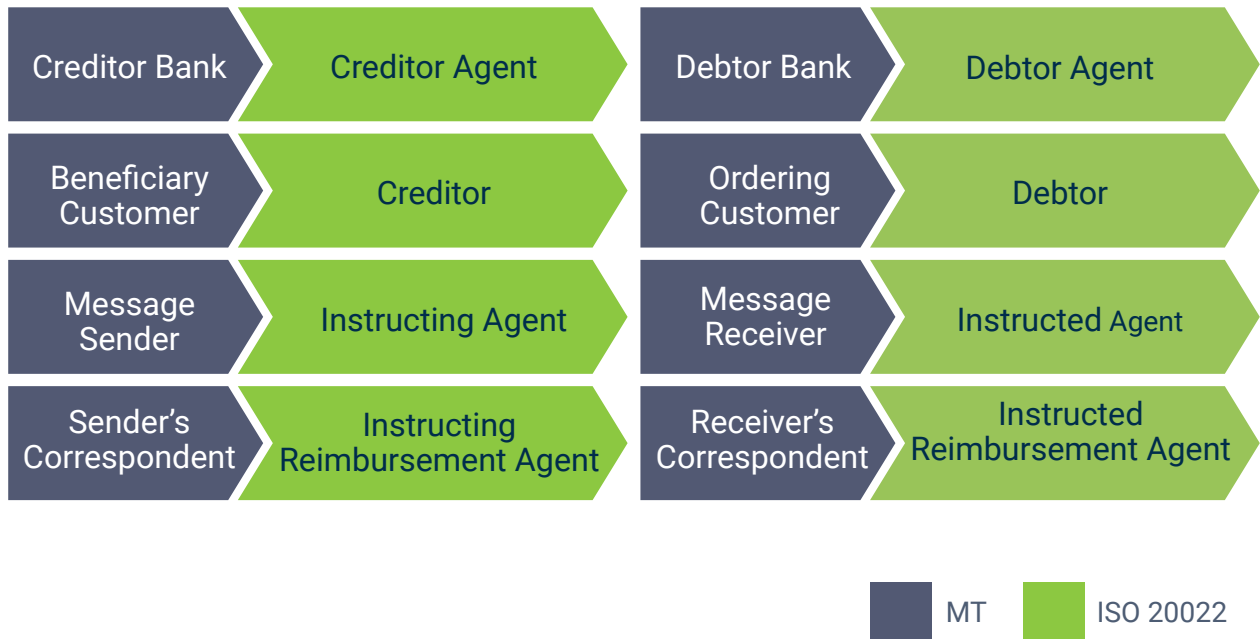 Creditor Bank
Creditor Agent
Debtor Bank
Debtor Agent
Beneficiary
Customer
Creditor
Ordering
Customer
Debtor
Message
Sender
Instructing Agent
Message
Receiver
Instructed Agent
Sender’s
Correspondent
Instructing
Reimbursement Agent
Receiver’s
Correspondent
Instructed
Reimbursement Agent
MT
ISO 20022